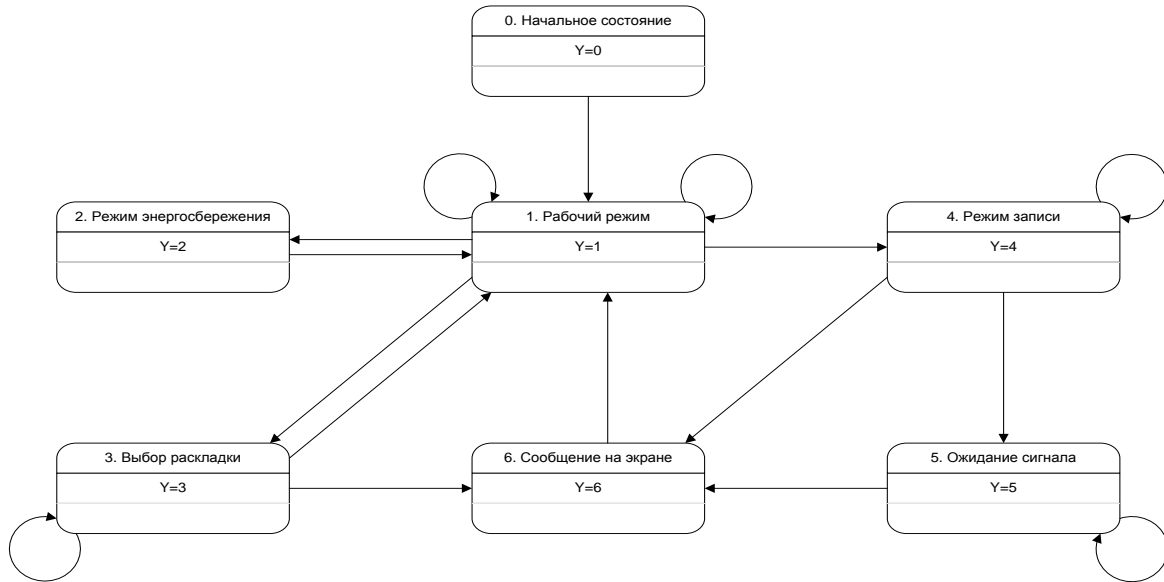 0. Начальное состояние
Y=0
2. Режим энергосбережения
Y=2
1. Рабочий режим
Y=1
4. Режим записи
Y=4
3. Выбор раскладки
Y=3
6. Сообщение на экране
Y=6
5. Ожидание сигнала
Y=5